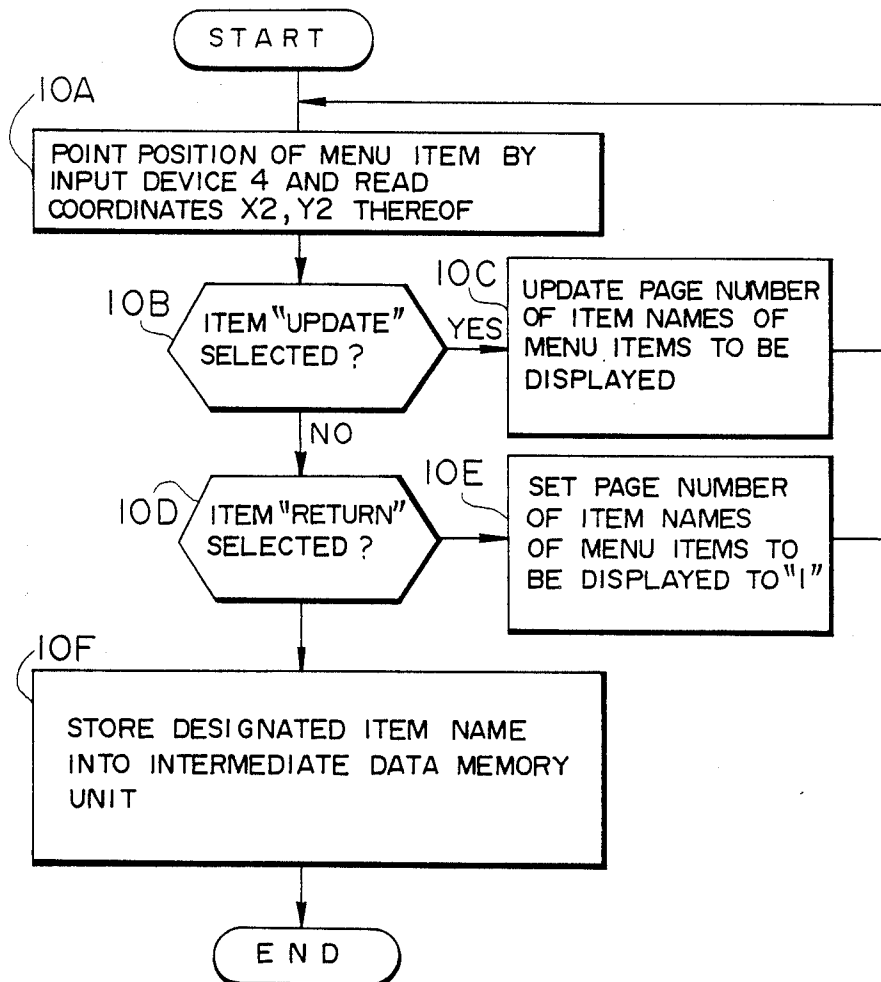 START
10A
POINT POSITION OF MENU ITEM BY
INPUT DEVICE 4 AND READ
COORDINATES X2, Y2 THEREOF
10B
ITEM "UPDATE"
SELECTED ?
YES
10C
UPDATE PAGE NUMBER
OF ITEM NAMES OF
MENU ITEMS TO BE
DISPLAYED
NO
10D
ITEM "RETURN"
SELECTED ?
10E
SET PAGE NUMBER
OF ITEM NAMES
OF MENU ITEMS TO
BE DISPLAYED TO "1"
10F
STORE DESIGNATED ITEM NAME
INTO INTERMEDIATE DATA MEMORY
UNIT
END